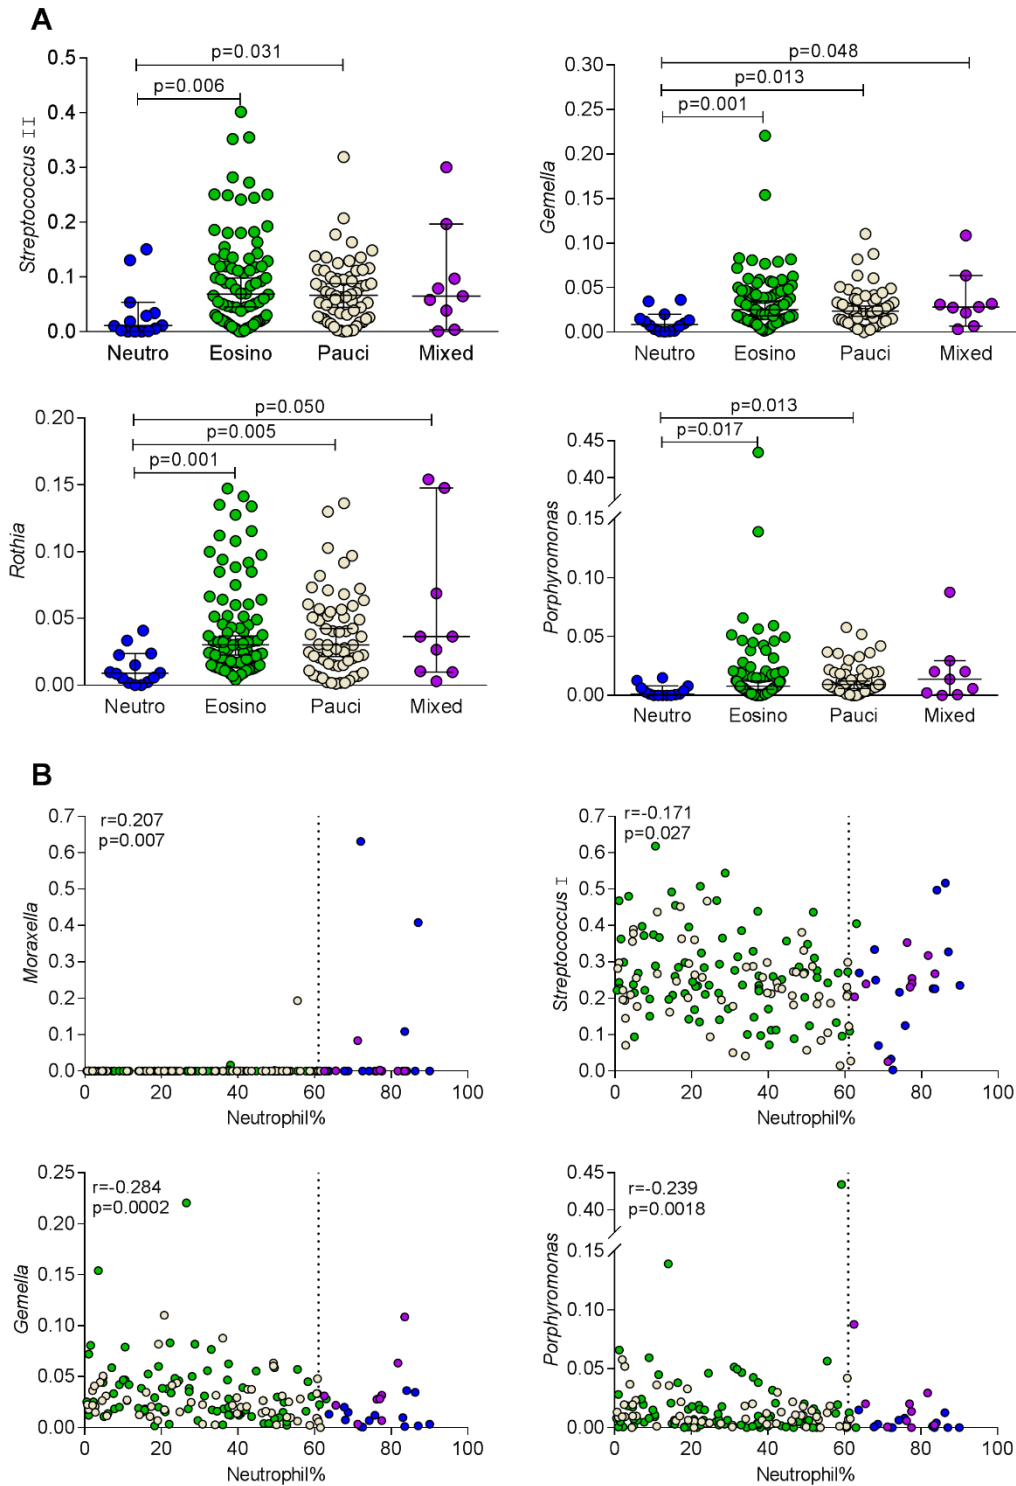 A
p=0.031
p=0.006
0.5
0.4
0.3
0.2
0.1
0.0
Streptococcus II
Neutro Eosino Pauci Mixed
p=0.048
p=0.013
p=0.001
0.30
0.25
0.20
0.15
0.10
0.05
0.00
Gemella
Neutro Eosino Pauci Mixed
p=0.050
p=0.005
p=0.001
0.20
0.15
0.10
0.05
0.00
Rothia
Neutro Eosino Pauci Mixed
p=0.013
p=0.017
0.45
0.40
0.15
0.10
0.05
0.00
Porphyromonas
Neutro Eosino Pauci Mixed
B
r=0.207
p=0.007
0.7
0.6
0.5
0.4
0.3
0.2
0.1
0.0
Moraxella
0 20 40 60 80 100
Neutrophil%
r=-0.171
p=0.027
0.7
0.6
0.5
0.4
0.3
0.2
0.1
0.0
Streptococcus I
0 20 40 60 80 100
Neutrophil%
r=-0.284
p=0.0002
0.25
0.20
0.15
0.10
0.05
0.00
Gemella
0 20 40 60 80 100
Neutrophil%
r=-0.239
p=0.0018
0.45
0.40
0.15
0.10
0.05
0.00
Porphyromonas
0 20 40 60 80 100
Neutrophil%